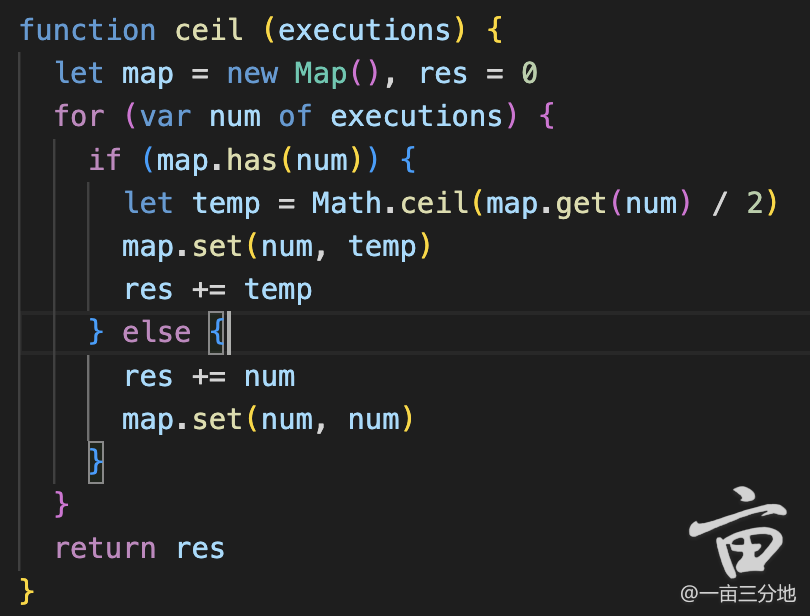 function ceil (executions) {
  let map = new Map(), res = 0
  for (var num of executions) {
    if (map.has(num)) {
      let temp = Math.ceil(map.get(num) / 2)
      map.set(num, temp)
      res += temp
    } else {
      res += num
      map.set(num, num)
    }
  }
  return res
}
亩
@一亩三分地